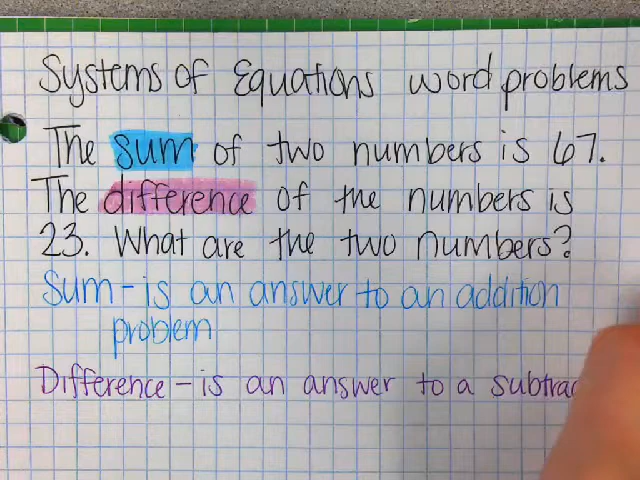 Systems of Equations word problems
The sum of two numbers is 67.
The difference of the numbers is
23. What are the two numbers?
Sum - is an answer to an addition
problem
Difference - is an answer to a